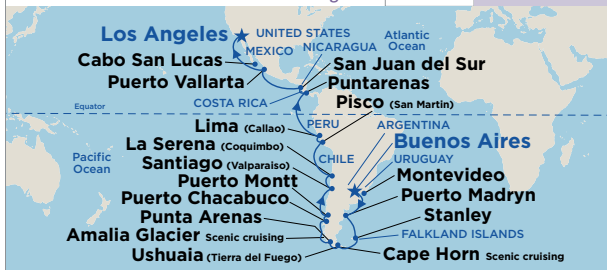 Los Angeles
UNITED STATES
Atlantic
Ocean
MEXICO
NICARAGUA
Cabo San Lucas
San Juan del Sur
Puerto Vallarta
Puntarenas
COSTA RICA
Pisco (San Martin)
Equator
Lima (Callao)
PERU
ARGENTINA
La Serena (Coquimbo)
Buenos Aires
Pacific
Ocean
Santiago (Valparaiso)
CHILE
URUGUAY
Puerto Montt
Montevideo
Puerto Chacabuco
Puerto Madryn
Punta Arenas
Stanley
Amalia Glacier Scenic cruising
FALKLAND ISLANDS
Ushuaia (Tierra del Fuego)
Cape Horn Scenic cruising